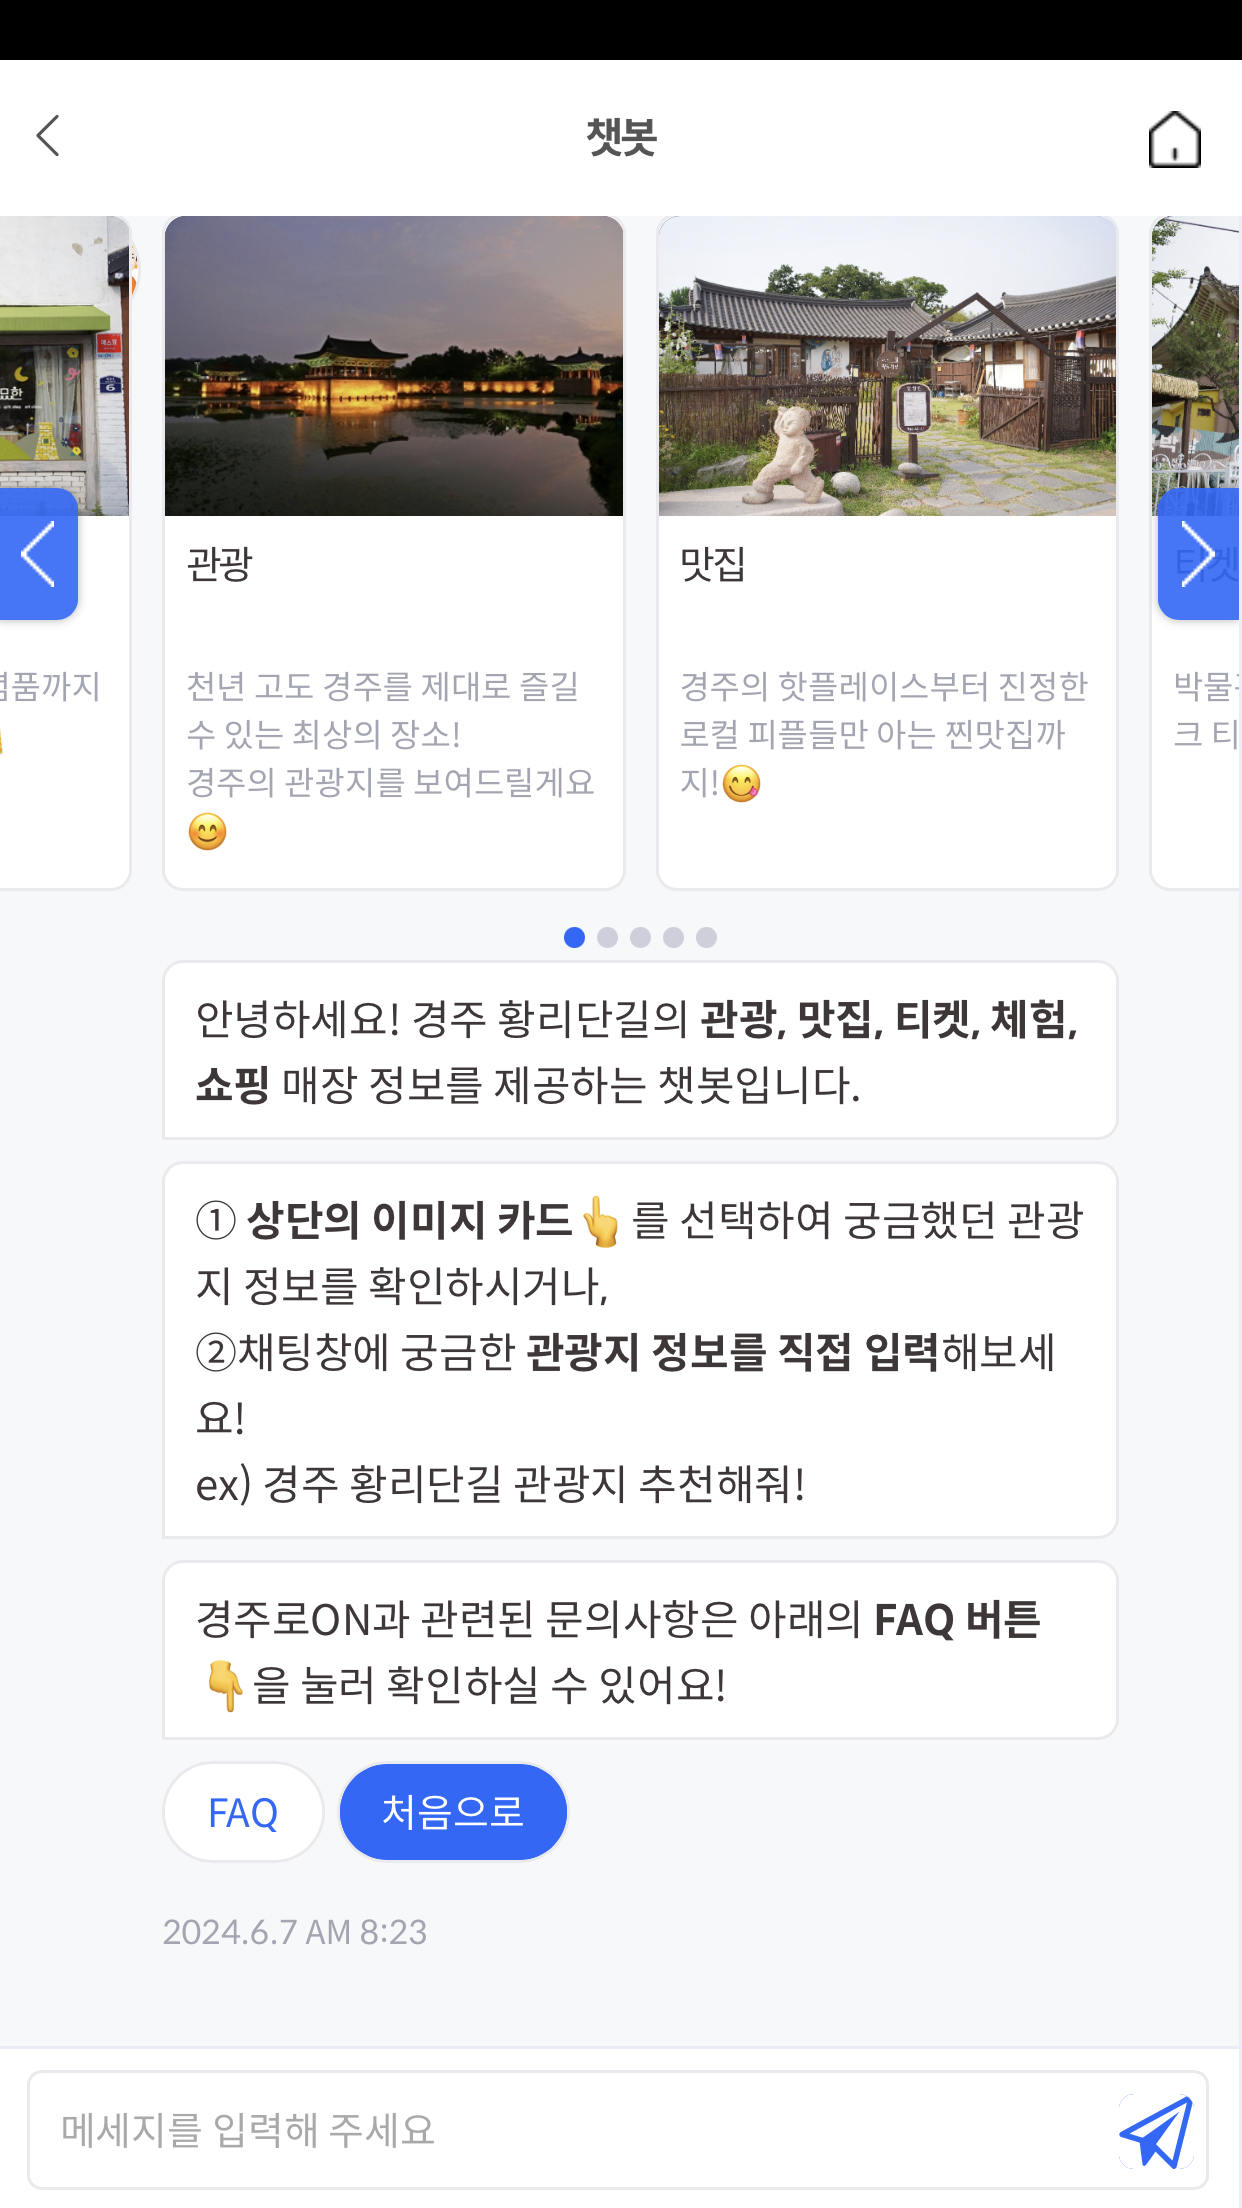 챗봇
관광
천년 고도 경주를 제대로 즐길
수 있는 최상의 장소!
경주의 관광지를 보여드릴게요
😊
맛집
경주의 핫플레이스부터 진정한
로컬 피플들만 아는 찐맛집까
지!😋
품까지
티켓
박물
크 티
안녕하세요! 경주 황리단길의 관광, 맛집, 티켓, 체험,
쇼핑 매장 정보를 제공하는 챗봇입니다.
① 상단의 이미지 카드👆를 선택하여 궁금했던 관광
지 정보를 확인하시거나,
②채팅창에 궁금한 관광지 정보를 직접 입력해보세
요!
ex) 경주 황리단길 관광지 추천해줘!
경주로ON과 관련된 문의사항은 아래의 FAQ 버튼
👇을 눌러 확인하실 수 있어요!
FAQ
처음으로
2024.6.7 AM 8:23
메세지를 입력해 주세요